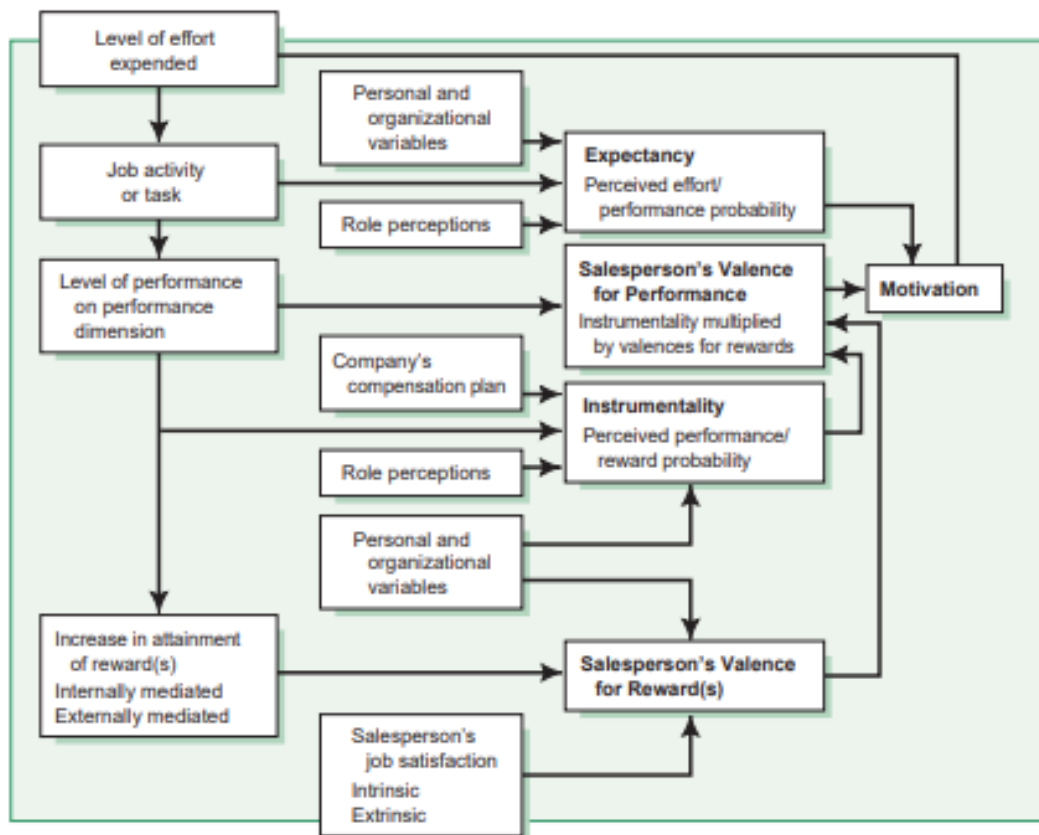 Level of effort
expended
Personal and
organizational
variables
Expectancy
Perceived effort/
performance probability
Job activity
or task
Role perceptions
Salesperson's Valence
for Performance
Instrumentality multiplied
by valences for rewards
Motivation
Level of performance
on performance
dimension
Company's
compensation plan
Instrumentality
Perceived performance/
reward probability
Role perceptions
Personal and
organizational
variables
Increase in attainment
of reward(s)
Internally mediated
Externally mediated
Salesperson's Valence
for Reward(s)
Salesperson's
job satisfaction
Intrinsic
Extrinsic